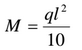 M = ql²/10